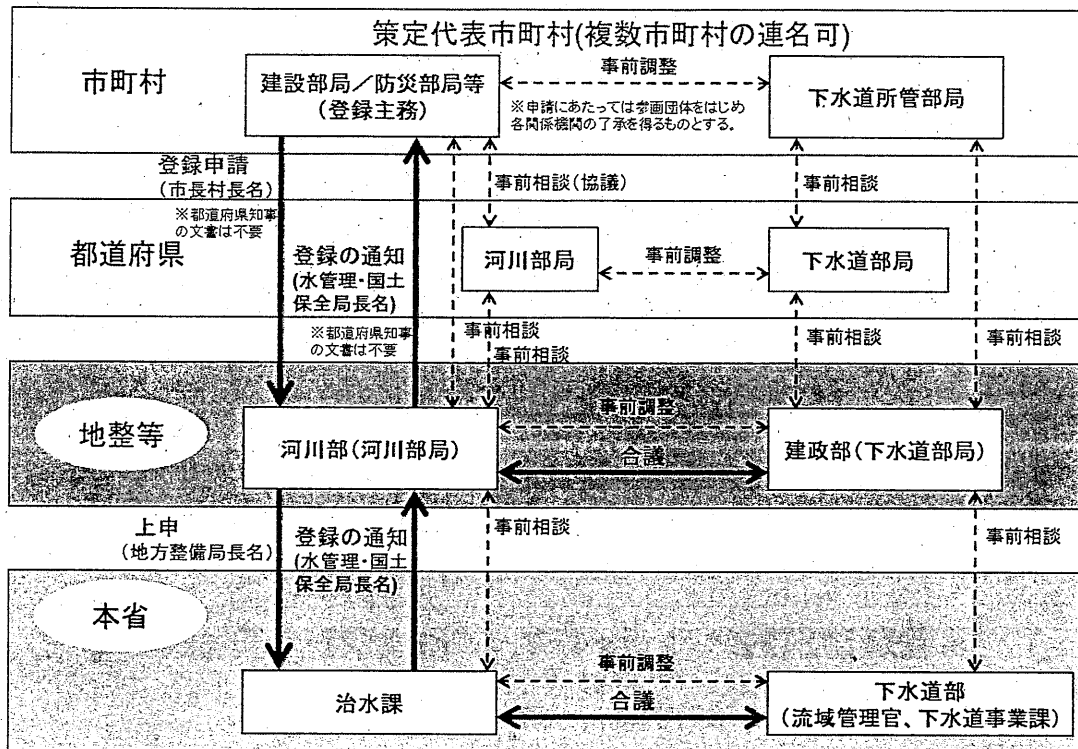 策定代表市町村(複数市町村の連名可)
市町村
建設部局／防災部局等
(登録主務)
事前調整
※申請にあたっては参画団体をはじめ
各関係機関の了承を得るものとする。
下水道所管部局
登録申請
(市長村長名)
※都道府県知事
の文書は不要
事前相談(協議)
事前相談
都道府県
登録の通知
(水管理・国土
保全局長名)
※都道府県知事
の文書は不要
河川部局
事前調整
下水道部局
事前相談
事前相談
事前相談
事前相談
地整等
河川部(河川部局)
事前調整
合議
建政部(下水道部局)
上申
(地方整備局長名)
登録の通知
(水管理・国土
保全局長名)
事前相談
事前相談
本省
治水課
事前調整
合議
下水道部
(流域管理官、下水道事業課)